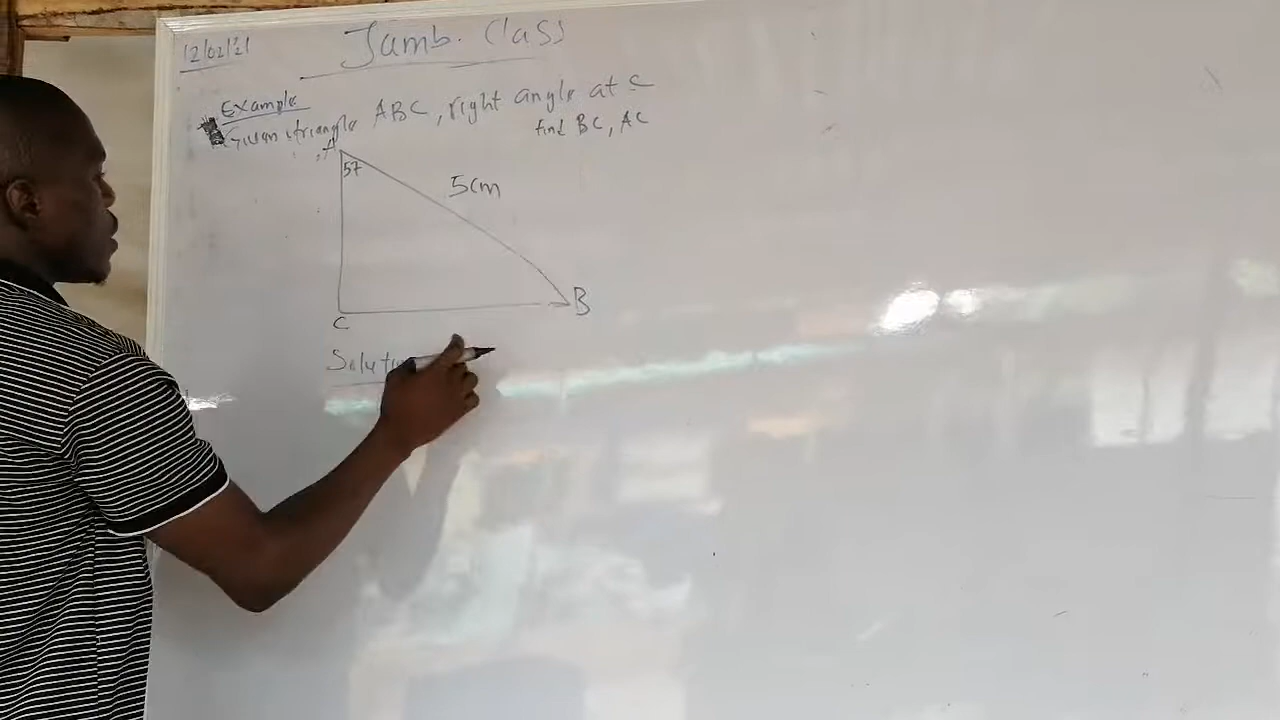 12/02/21
Jamb. Class
Example
Given triangle ABC, right angle at C
find BC, AC
A
57
5cm
C
B
Solution